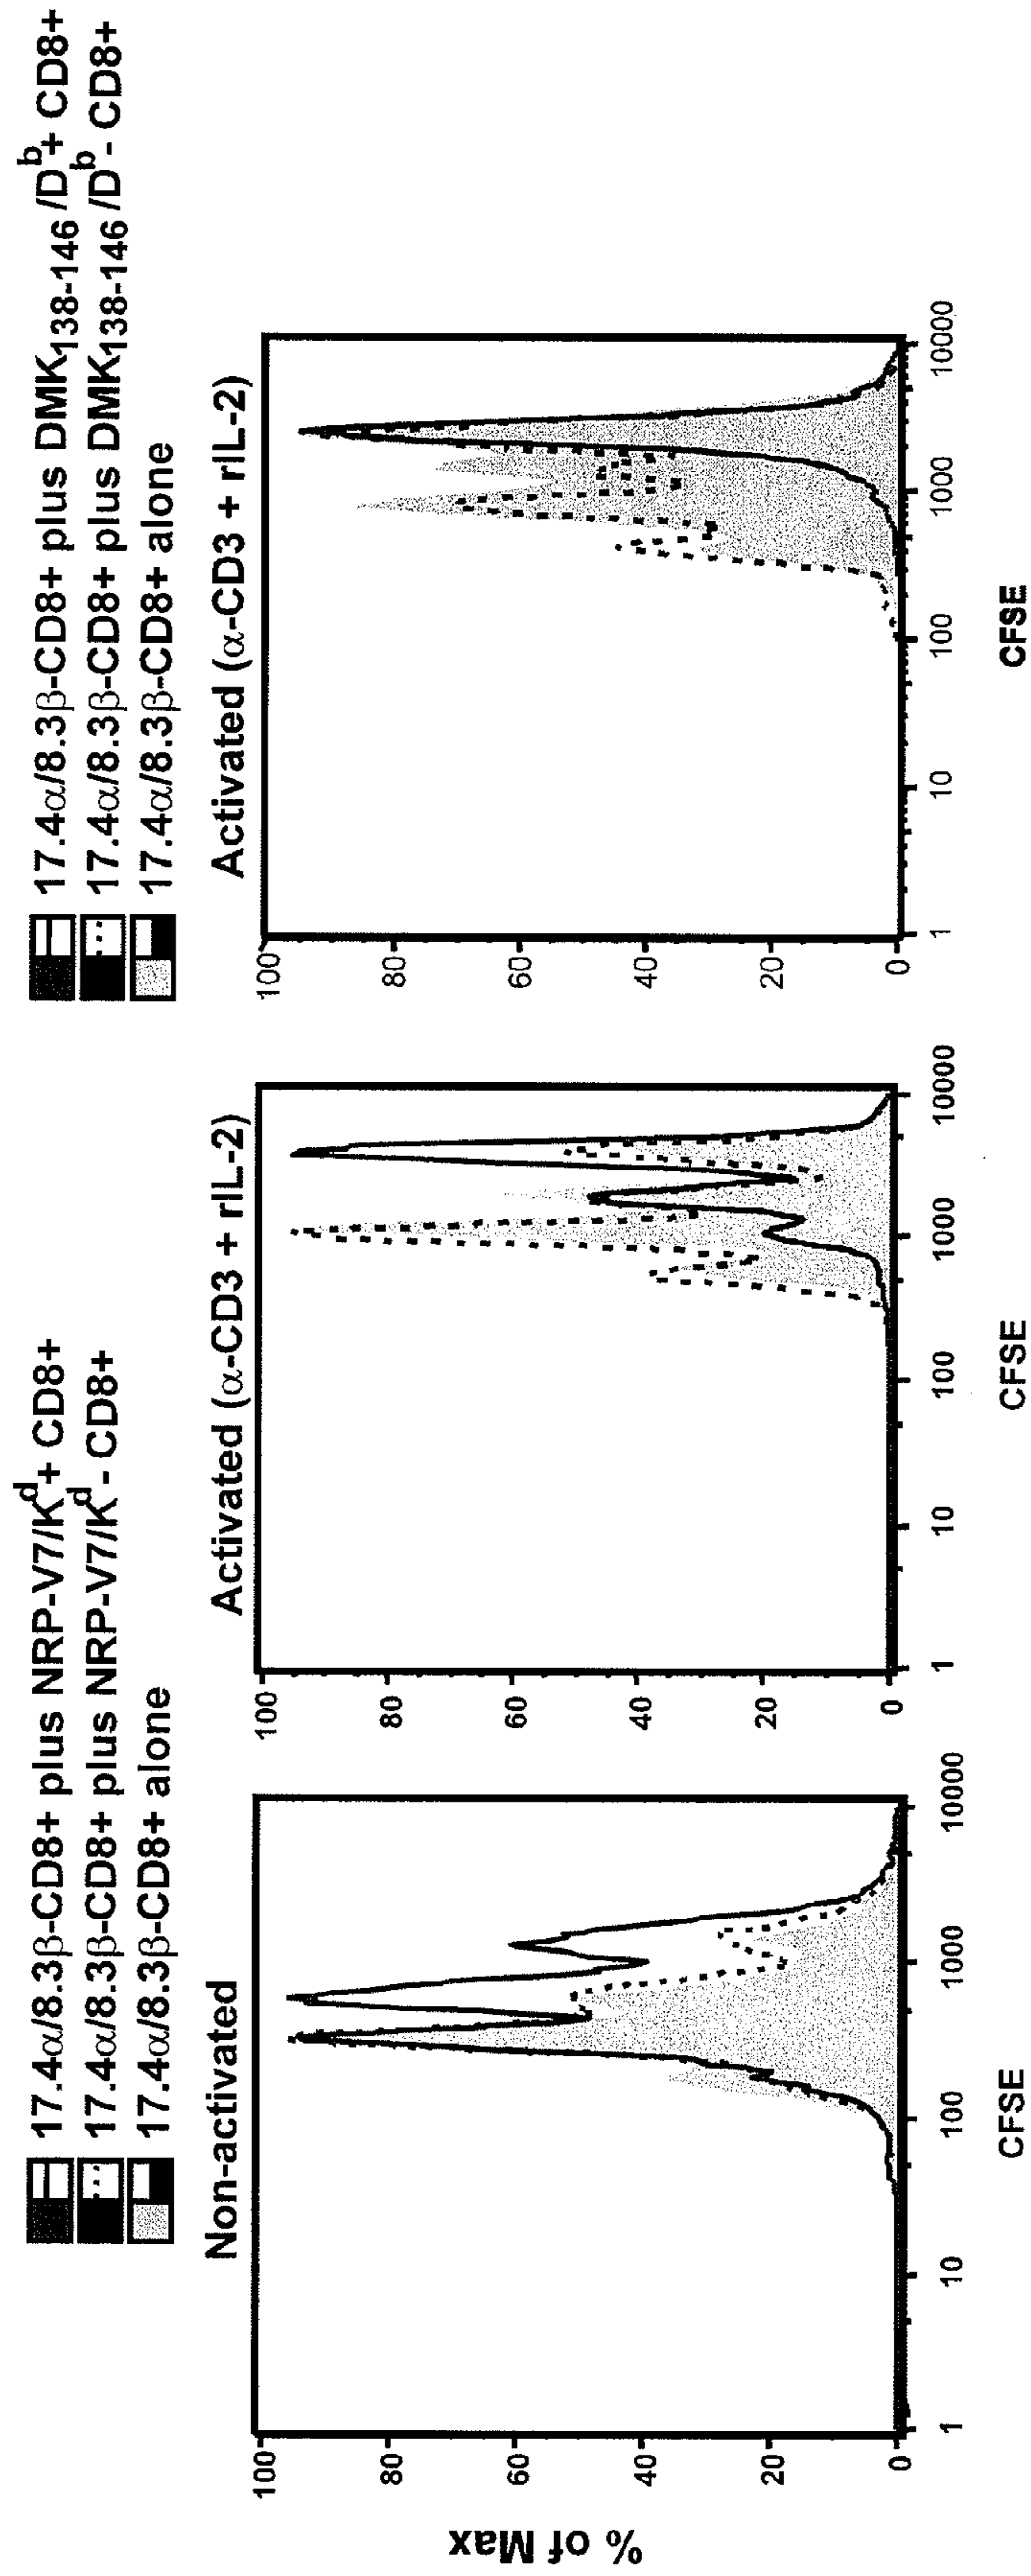 17.4α/8.3β-CD8+ plus NRP-V7/Kd+ CD8+
17.4α/8.3β-CD8+ plus NRP-V7/Kd- CD8+
17.4α/8.3β-CD8+ alone
17.4α/8.3β-CD8+ plus DMK138-146/Db+ CD8+
17.4α/8.3β-CD8+ plus DMK138-146/Db- CD8+
17.4α/8.3β-CD8+ alone
% of Max
Non-activated
100
80
60
40
20
0
1 10 100 1000 10000
CFSE
Activated (α-CD3 + rIL-2)
100
80
60
40
20
0
1 10 100 1000 10000
CFSE
Activated (α-CD3 + rIL-2)
100
80
60
40
20
0
1 10 100 1000 10000
CFSE